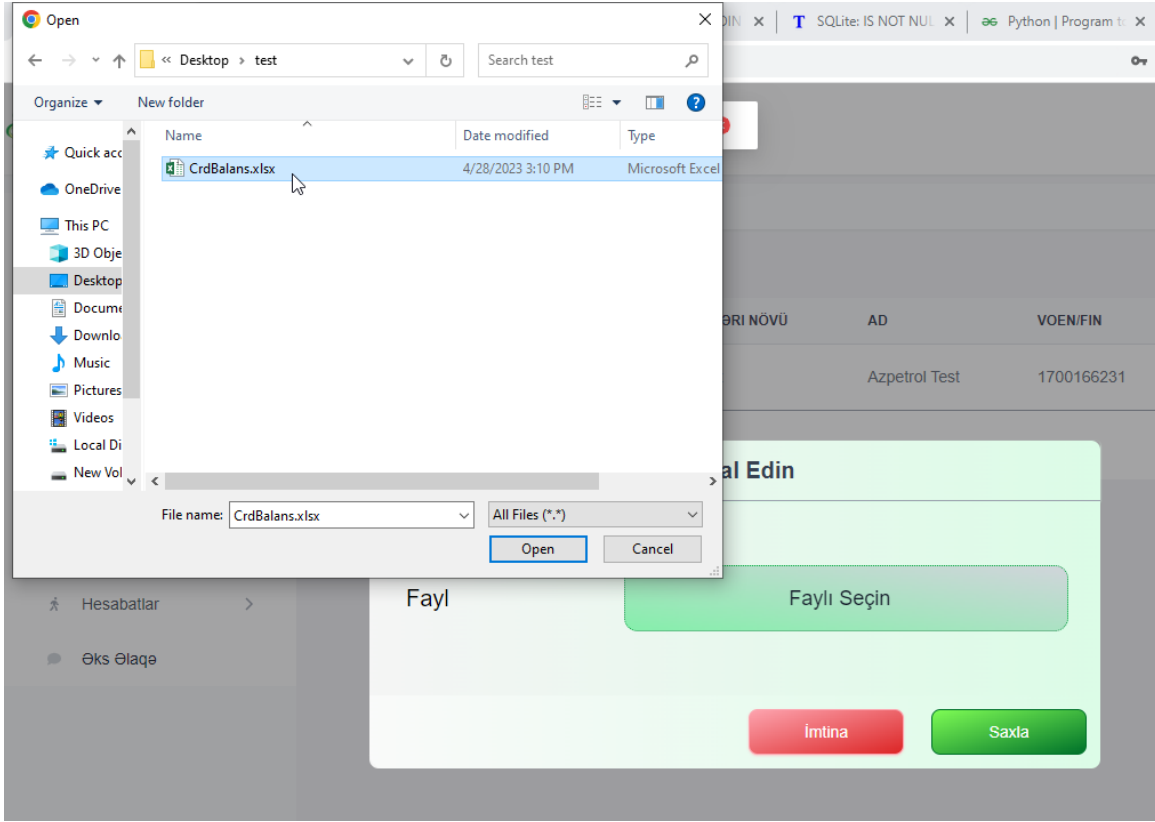 Open
DIN
SQLite: IS NOT NUL
Python | Program to
« Desktop › test
Search test
Organize
New folder
Name
Date modified
Type
Quick acc
CrdBalans.xlsx
4/28/2023 3:10 PM
Microsoft Excel
OneDrive
This PC
3D Obje
Desktop
Docume
Downlo
Music
Pictures
Videos
Local Di
New Vol
File name:
CrdBalans.xlsx
All Files (*.*)
Open
Cancel
ƏRI NÖVÜ
AD
VOEN/FIN
Azpetrol Test
1700166231
al Edin
Fayl
Faylı Seçin
Hesabatlar
Əks Əlaqə
İmtina
Saxla